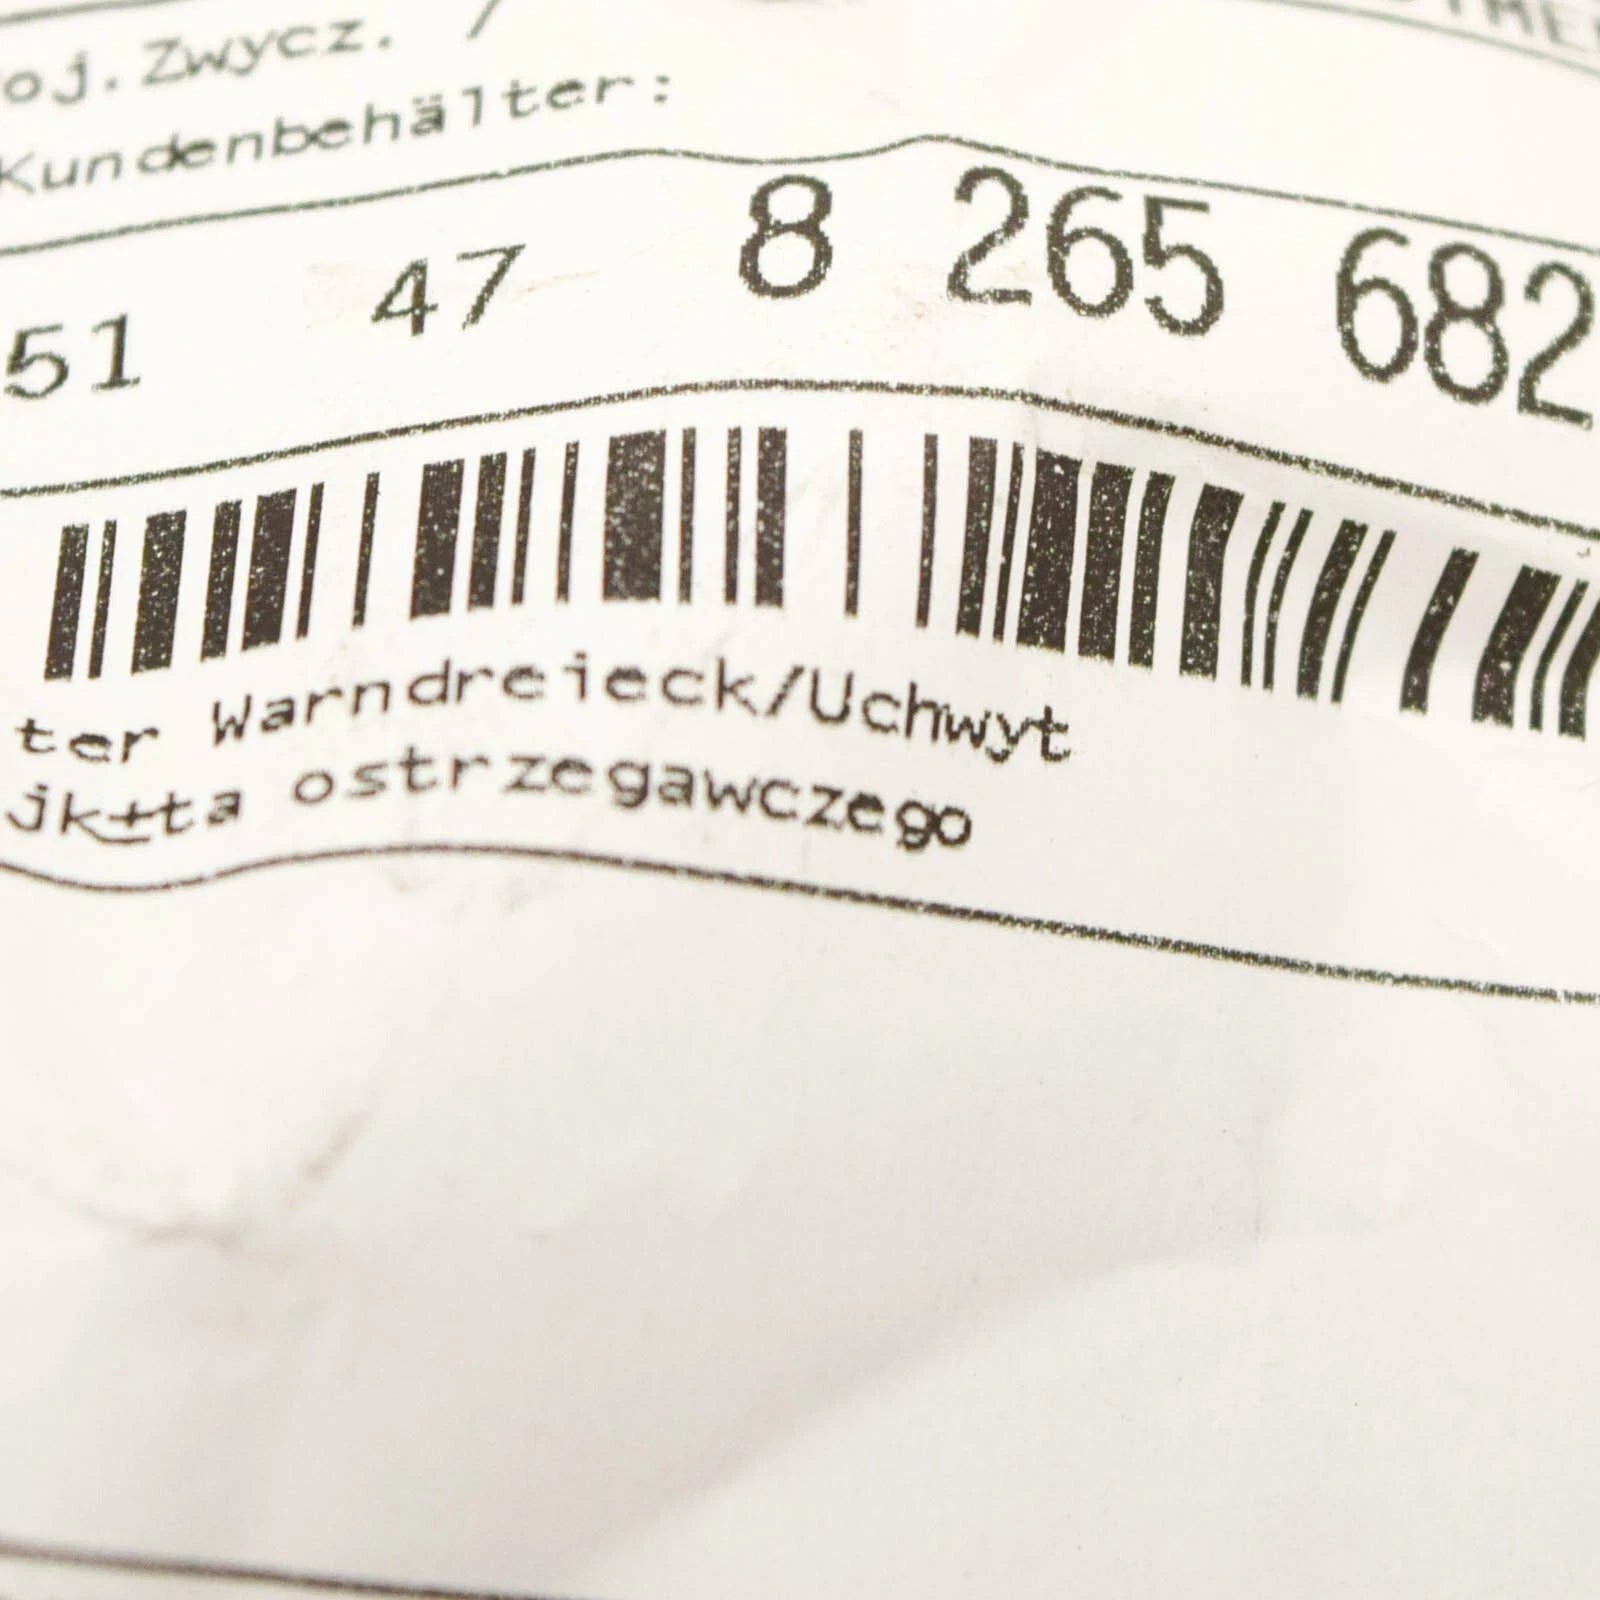 oj.Zwycz. /
Kundenbehälter:
51 47 8 265 682
ter Warndreieck/Uchwyt
jk±ta ostrzegawczego